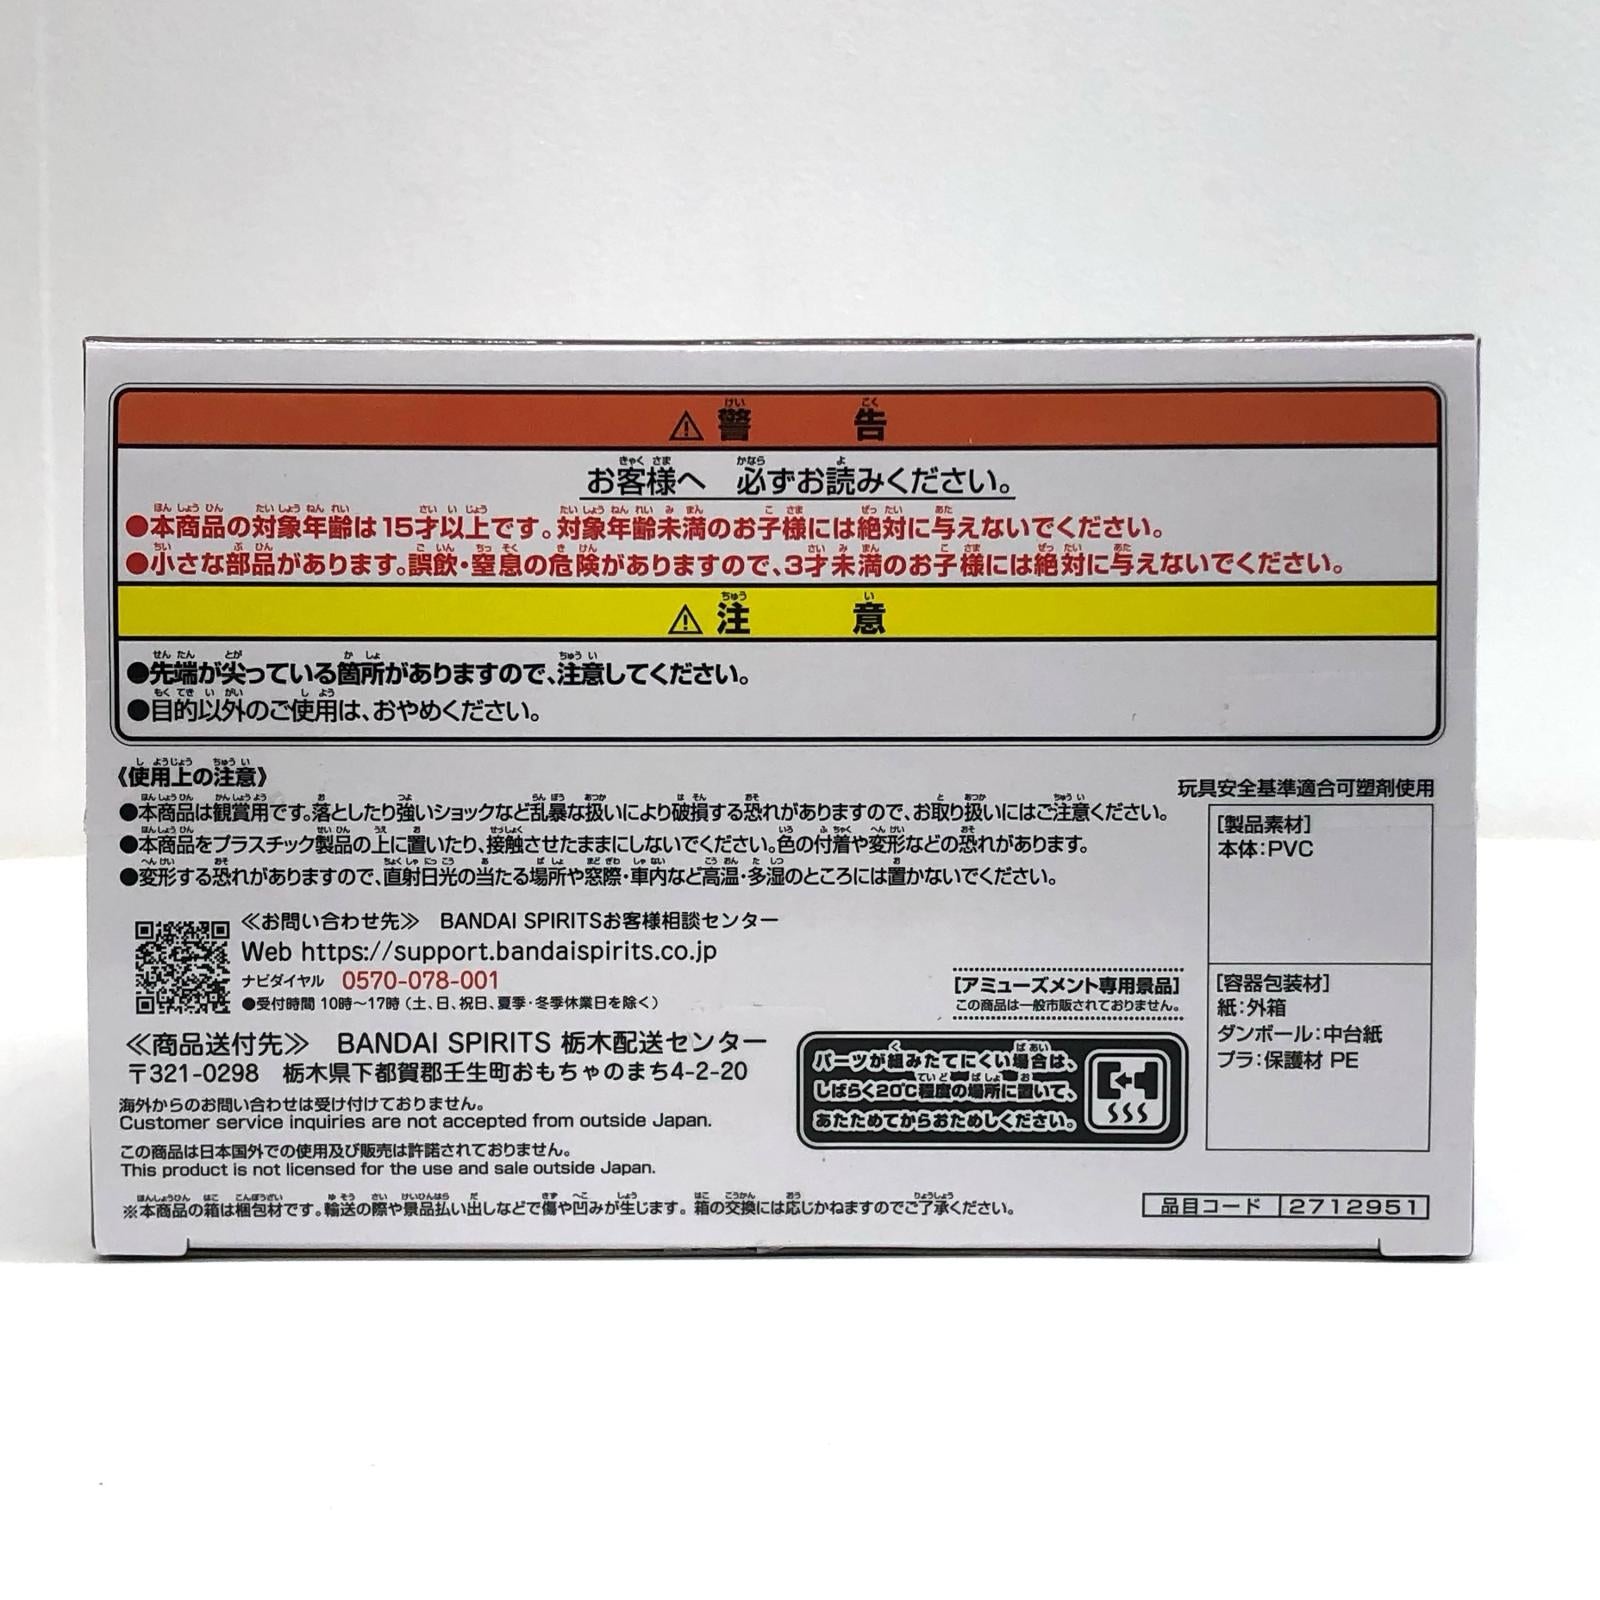 ⚠ 警告
お客様へ 必ずお読みください。
●本商品の対象年齢は15才以上です。対象年齢未満のお子様には絶対に与えないでください。
●小さな部品があります。誤飲・窒息の危険がありますので、3才未満のお子様には絶対に与えないでください。
⚠ 注意
●先端が尖っている箇所がありますので、注意してください。
●目的以外のご使用は、おやめください。
《使用上の注意》
●本商品は観賞用です。落としたり強いショックなど乱暴な扱いにより破損する恐れがありますので、お取り扱いにはご注意ください。
●本商品をプラスチック製品の上に置いたり、接触させたままにしないでください。色の付着や変形などの恐れがあります。
●変形する恐れがありますので、直射日光の当たる場所や窓際・車内など高温・多湿のところには置かないでください。
玩具安全基準適合可塑剤使用
[製品素材]
本体:PVC
[容器包装材]
紙:外箱
ダンボール:中台紙
プラ:保護材 PE
≪お問い合わせ先≫ BANDAI SPIRITSお客様相談センター
Web https://support.bandaispirits.co.jp
ナビダイヤル 0570-078-001
●受付時間 10時〜17時(土、日、祝日、夏季・冬季休業日を除く)
[アミューズメント専用景品]
この商品は一般市販されておりません。
≪商品送付先≫ BANDAI SPIRITS 栃木配送センター
〒321-0298 栃木県下都賀郡壬生町おもちゃのまち4-2-20
パーツが組みたてにくい場合は、
しばらく20℃程度の場所に置いて、
あたためてからおためしください。
海外からのお問い合わせは受け付けておりません。
Customer service inquiries are not accepted from outside Japan.
この商品は日本国外での使用及び販売は許諾されておりません。
This product is not licensed for the use and sale outside Japan.
※本商品の箱は梱包材です。輸送の際や景品払い出しなどで傷や凹みが生じます。箱の交換には応じかねますのでご了承ください。
品目コード 2712951